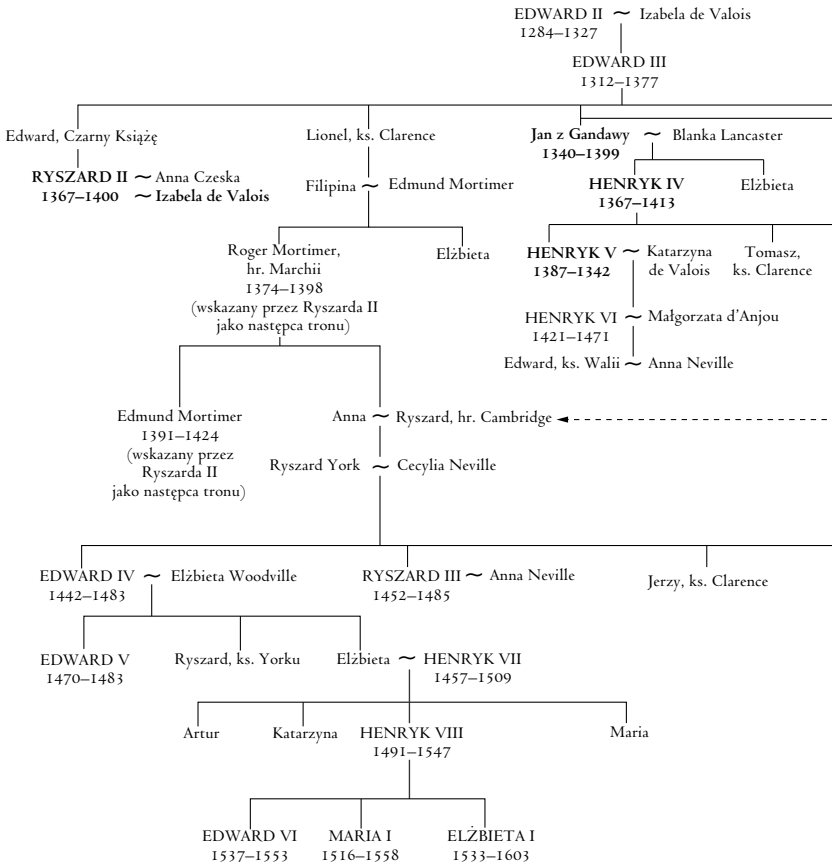 EDWARD II ~ Izabela de Valois
1284–1327
EDWARD III
1312–1377
Edward, Czarny Książę
Lionel, ks. Clarence
Jan z Gandawy ~ Blanka Lancaster
1340–1399
RYSZARD II ~ Anna Czeska
1367–1400 ~ Izabela de Valois
Filipina ~ Edmund Mortimer
HENRYK IV
1367–1413
Elżbieta
Roger Mortimer,
hr. Marchii
1374–1398
(wskazany przez Ryszarda II
jako następca tronu)
Elżbieta
HENRYK V ~ Katarzyna
1387–1342 de Valois
Tomasz,
ks. Clarence
HENRYK VI ~ Małgorzata d'Anjou
1421–1471
Edward, ks. Walii ~ Anna Neville
Edmund Mortimer
1391–1424
(wskazany przez
Ryszarda II
jako następca tronu)
Anna ~ Ryszard, hr. Cambridge
Ryszard York ~ Cecylia Neville
EDWARD IV ~ Elżbieta Woodville
1442–1483
RYSZARD III ~ Anna Neville
1452–1485
Jerzy, ks. Clarence
EDWARD V
1470–1483
Ryszard, ks. Yorku
Elżbieta ~ HENRYK VII
1457–1509
Artur
Katarzyna
HENRYK VIII
1491–1547
Maria
EDWARD VI
1537–1553
MARIA I
1516–1558
ELŻBIETA I
1533–1603